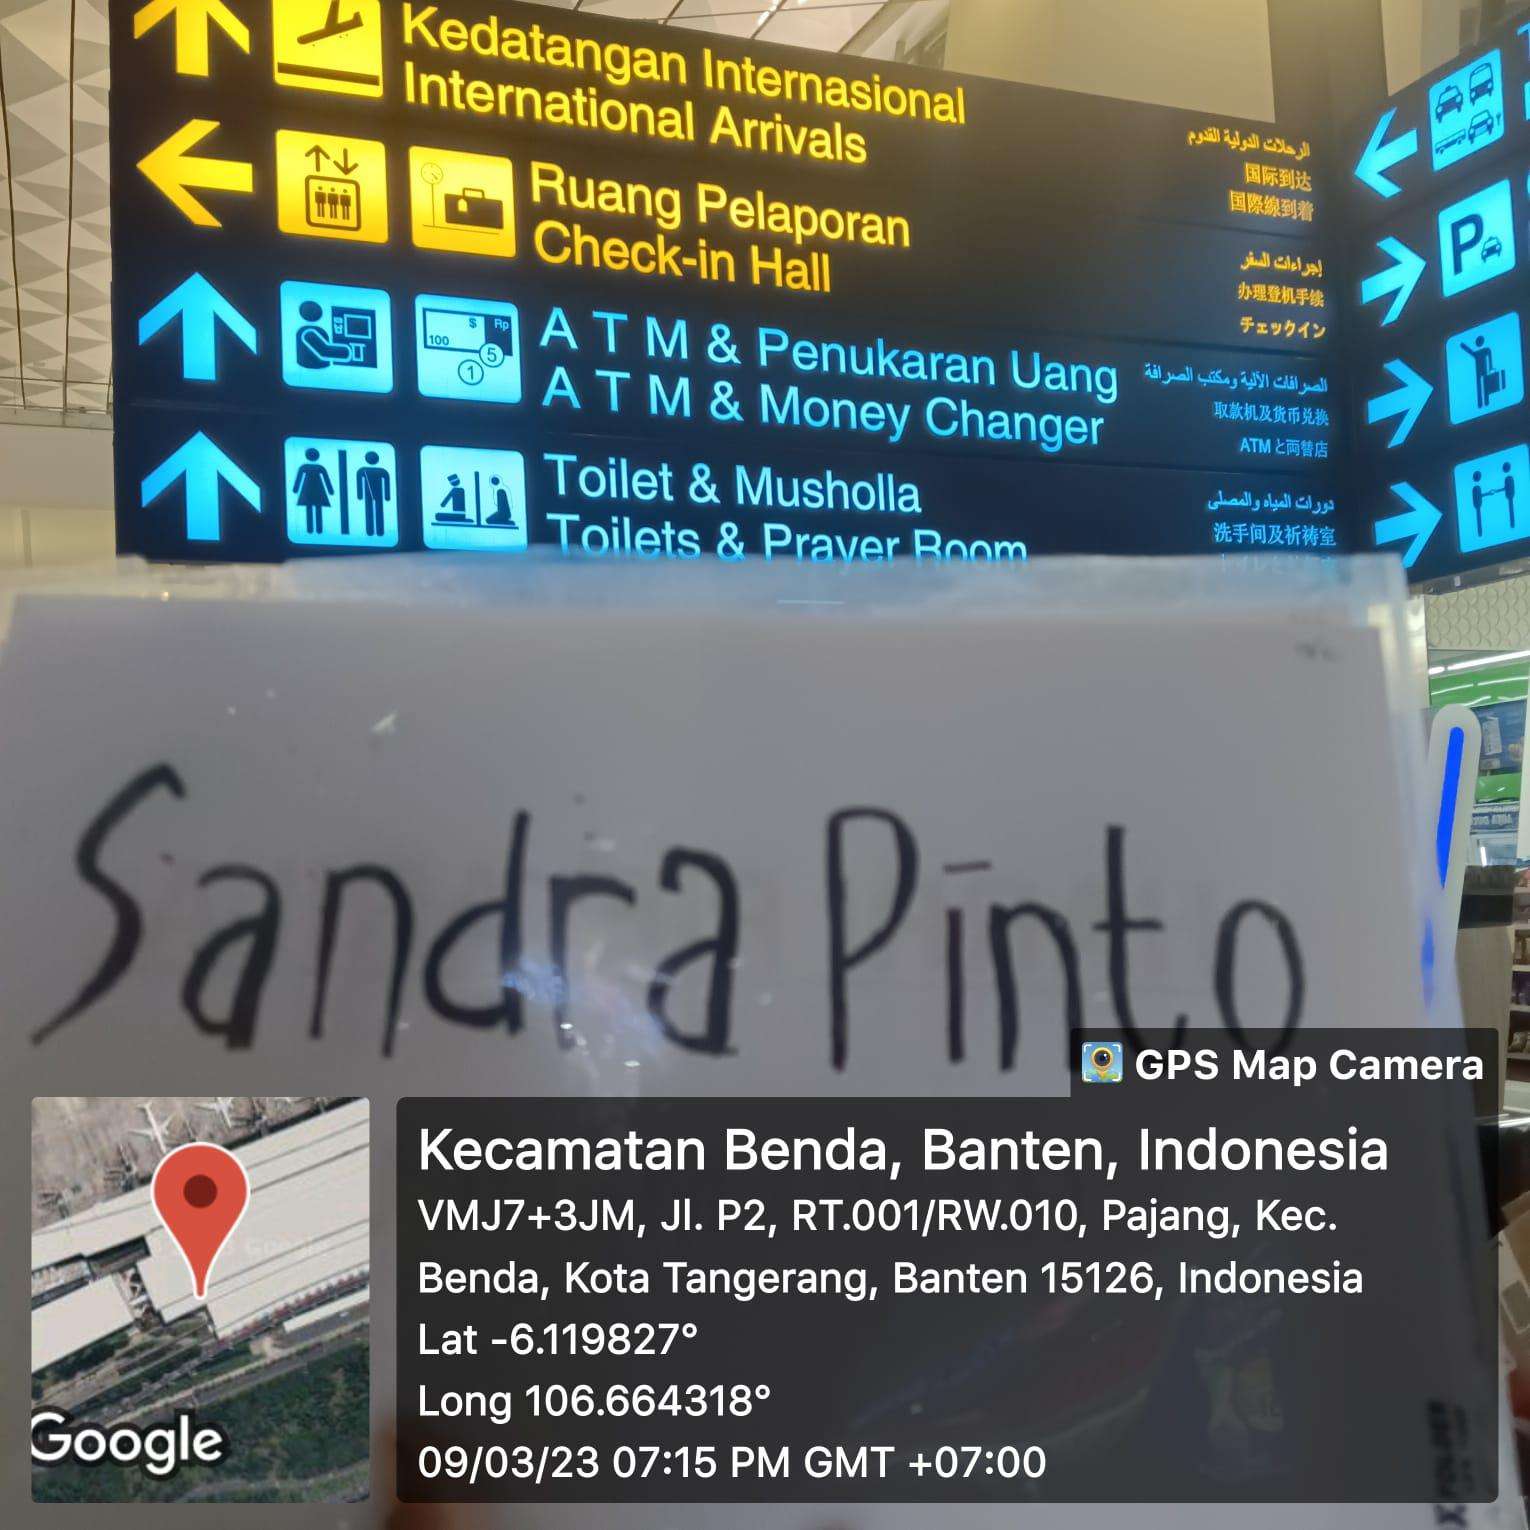 Kedatangan Internasional
International Arrivals
الرحلات الدولية القدوم
国际到达
国際線到着
Ruang Pelaporan
Check-in Hall
إجراءات السفر
办理登机手续
チェックイン
$ Rp
100
5
1
A T M & Penukaran Uang
A T M & Money Changer
الصرافات الآلية ومكتب الصرافة
取款机及货币兑换
ATM と両替店
Toilet & Musholla
Toilets & Prayer Room
دورات المياه والمصلى
洗手间及祈祷室
P
Sandra Pinto
GPS Map Camera
Kecamatan Benda, Banten, Indonesia
VMJ7+3JM, Jl. P2, RT.001/RW.010, Pajang, Kec.
Benda, Kota Tangerang, Banten 15126, Indonesia
Lat -6.119827°
Long 106.664318°
09/03/23 07:15 PM GMT +07:00
Google